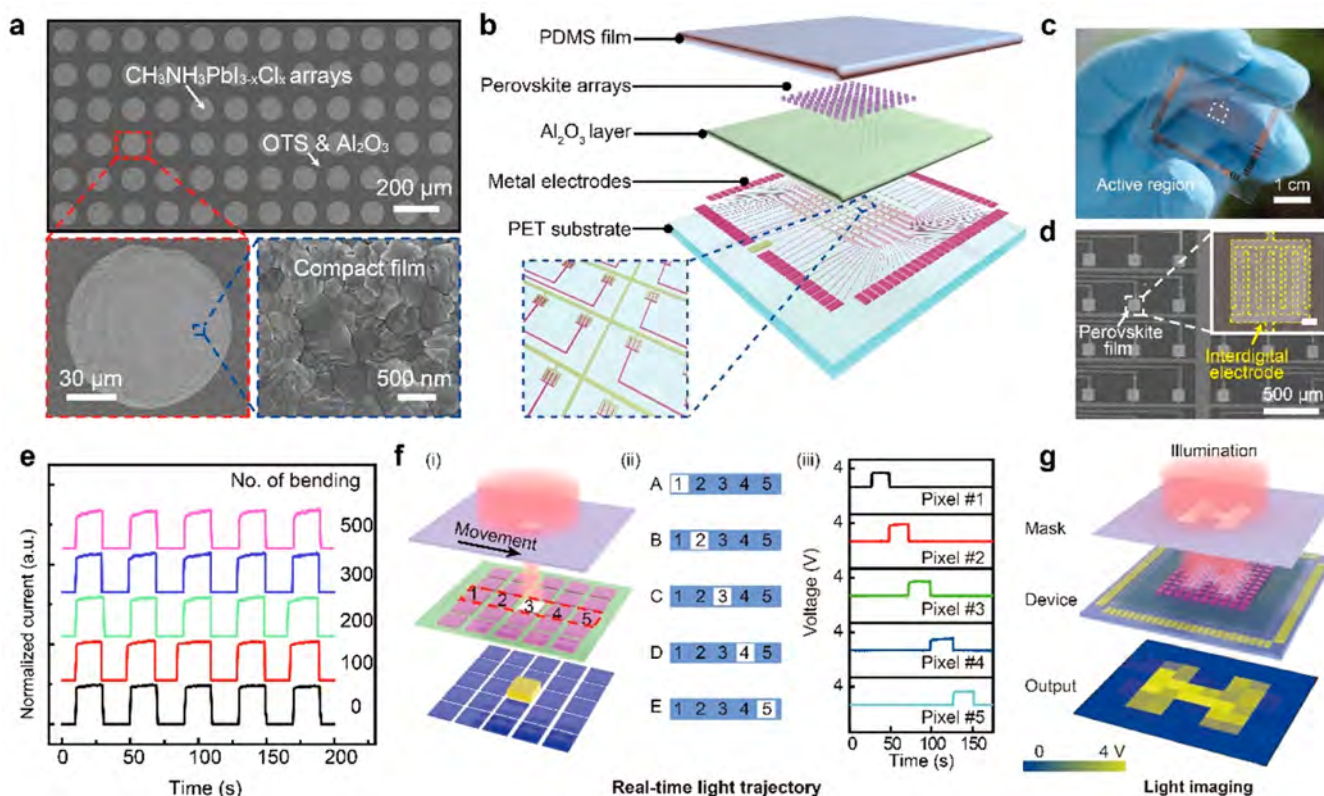 a
CH₃NH₃PbI₃₋ₓClₓ arrays
OTS & Al₂O₃
200 μm
30 μm
Compact film
500 nm
b
PDMS film
Perovskite arrays
Al₂O₃ layer
Metal electrodes
PET substrate
c
Active region
1 cm
d
Perovskite
film
Interdigital
electrode
500 μm
e
No. of bending
500
300
200
100
0
Normalized current (a.u.)
0 50 100 150 200
Time (s)
f
(i)
Movement
1 2 3 4 5
(ii)
A 1 2 3 4 5
B 1 2 3 4 5
C 1 2 3 4 5
D 1 2 3 4 5
E 1 2 3 4 5
(iii)
Voltage (V)
4
Pixel #1
4
Pixel #2
4
Pixel #3
4
Pixel #4
4
Pixel #5
0 50 100 150
Time (s)
Real-time light trajectory
g
Illumination
Mask
Device
Output
0 4 V
Light imaging